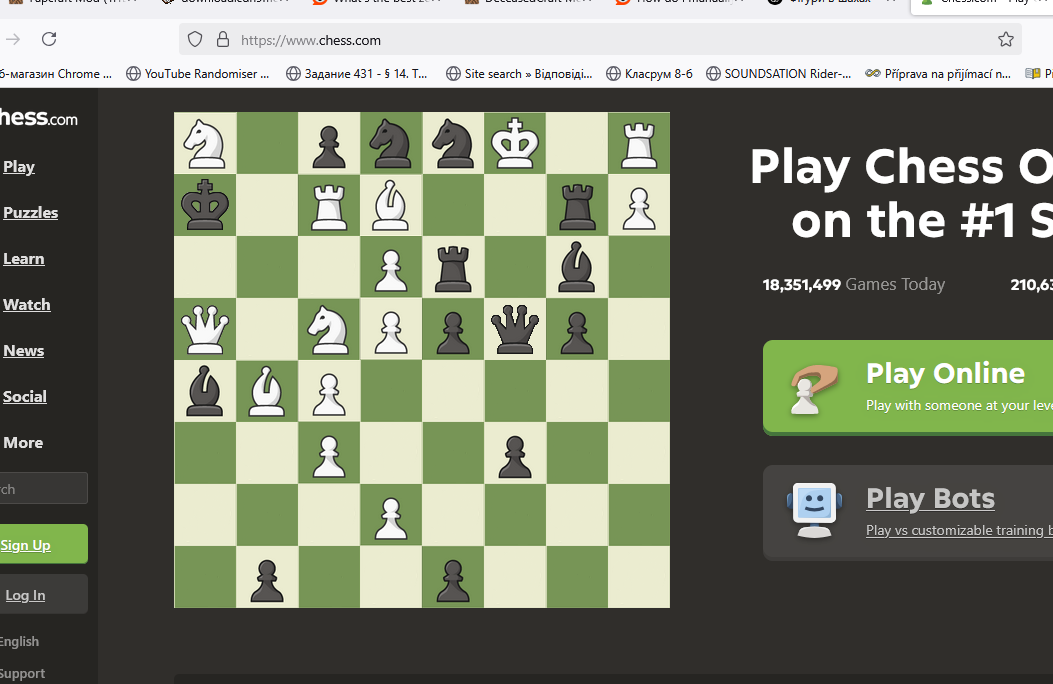 https://www.chess.com
YouTube Randomiser ...
Задание 431 - § 14. Т...
Site search » Відповіді...
Класрум 8-б
SOUNDSATION Rider-...
Příprava na přijímací n...
б-магазин Chrome ...
hess.com
Play
Puzzles
Learn
Watch
News
Social
More
rch
Sign Up
Log In
English
Support
Play Chess O
on the #1 S
18,351,499 Games Today
210,63
Play Online
Play with someone at your leve
Play Bots
Play vs customizable training b